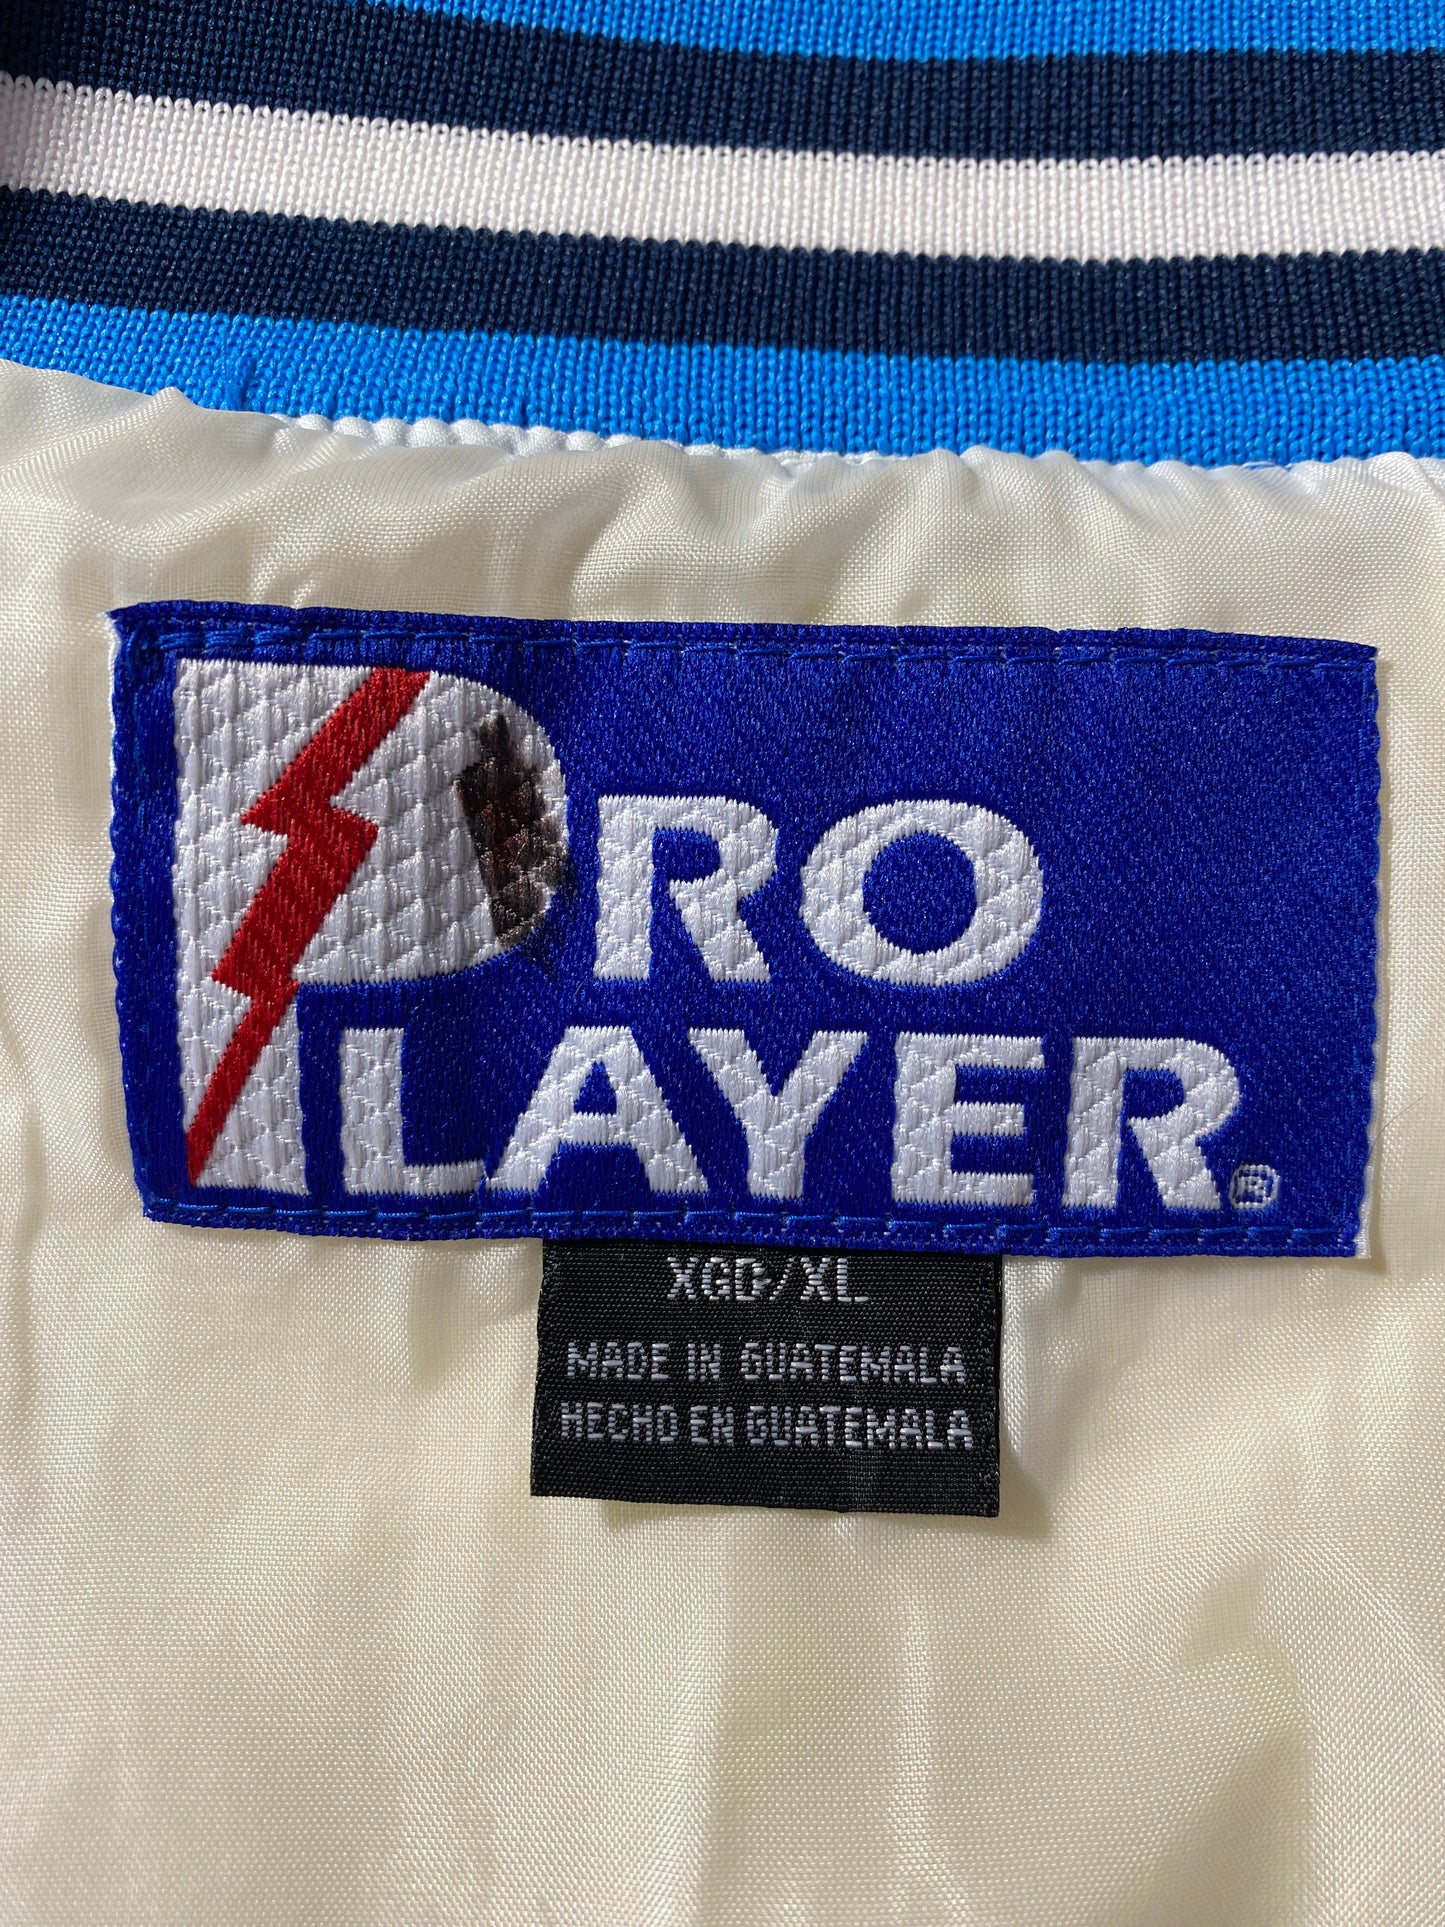 PRO
PLAYER®
XGD/XL
MADE IN GUATEMALA
HECHO EN GUATEMALA